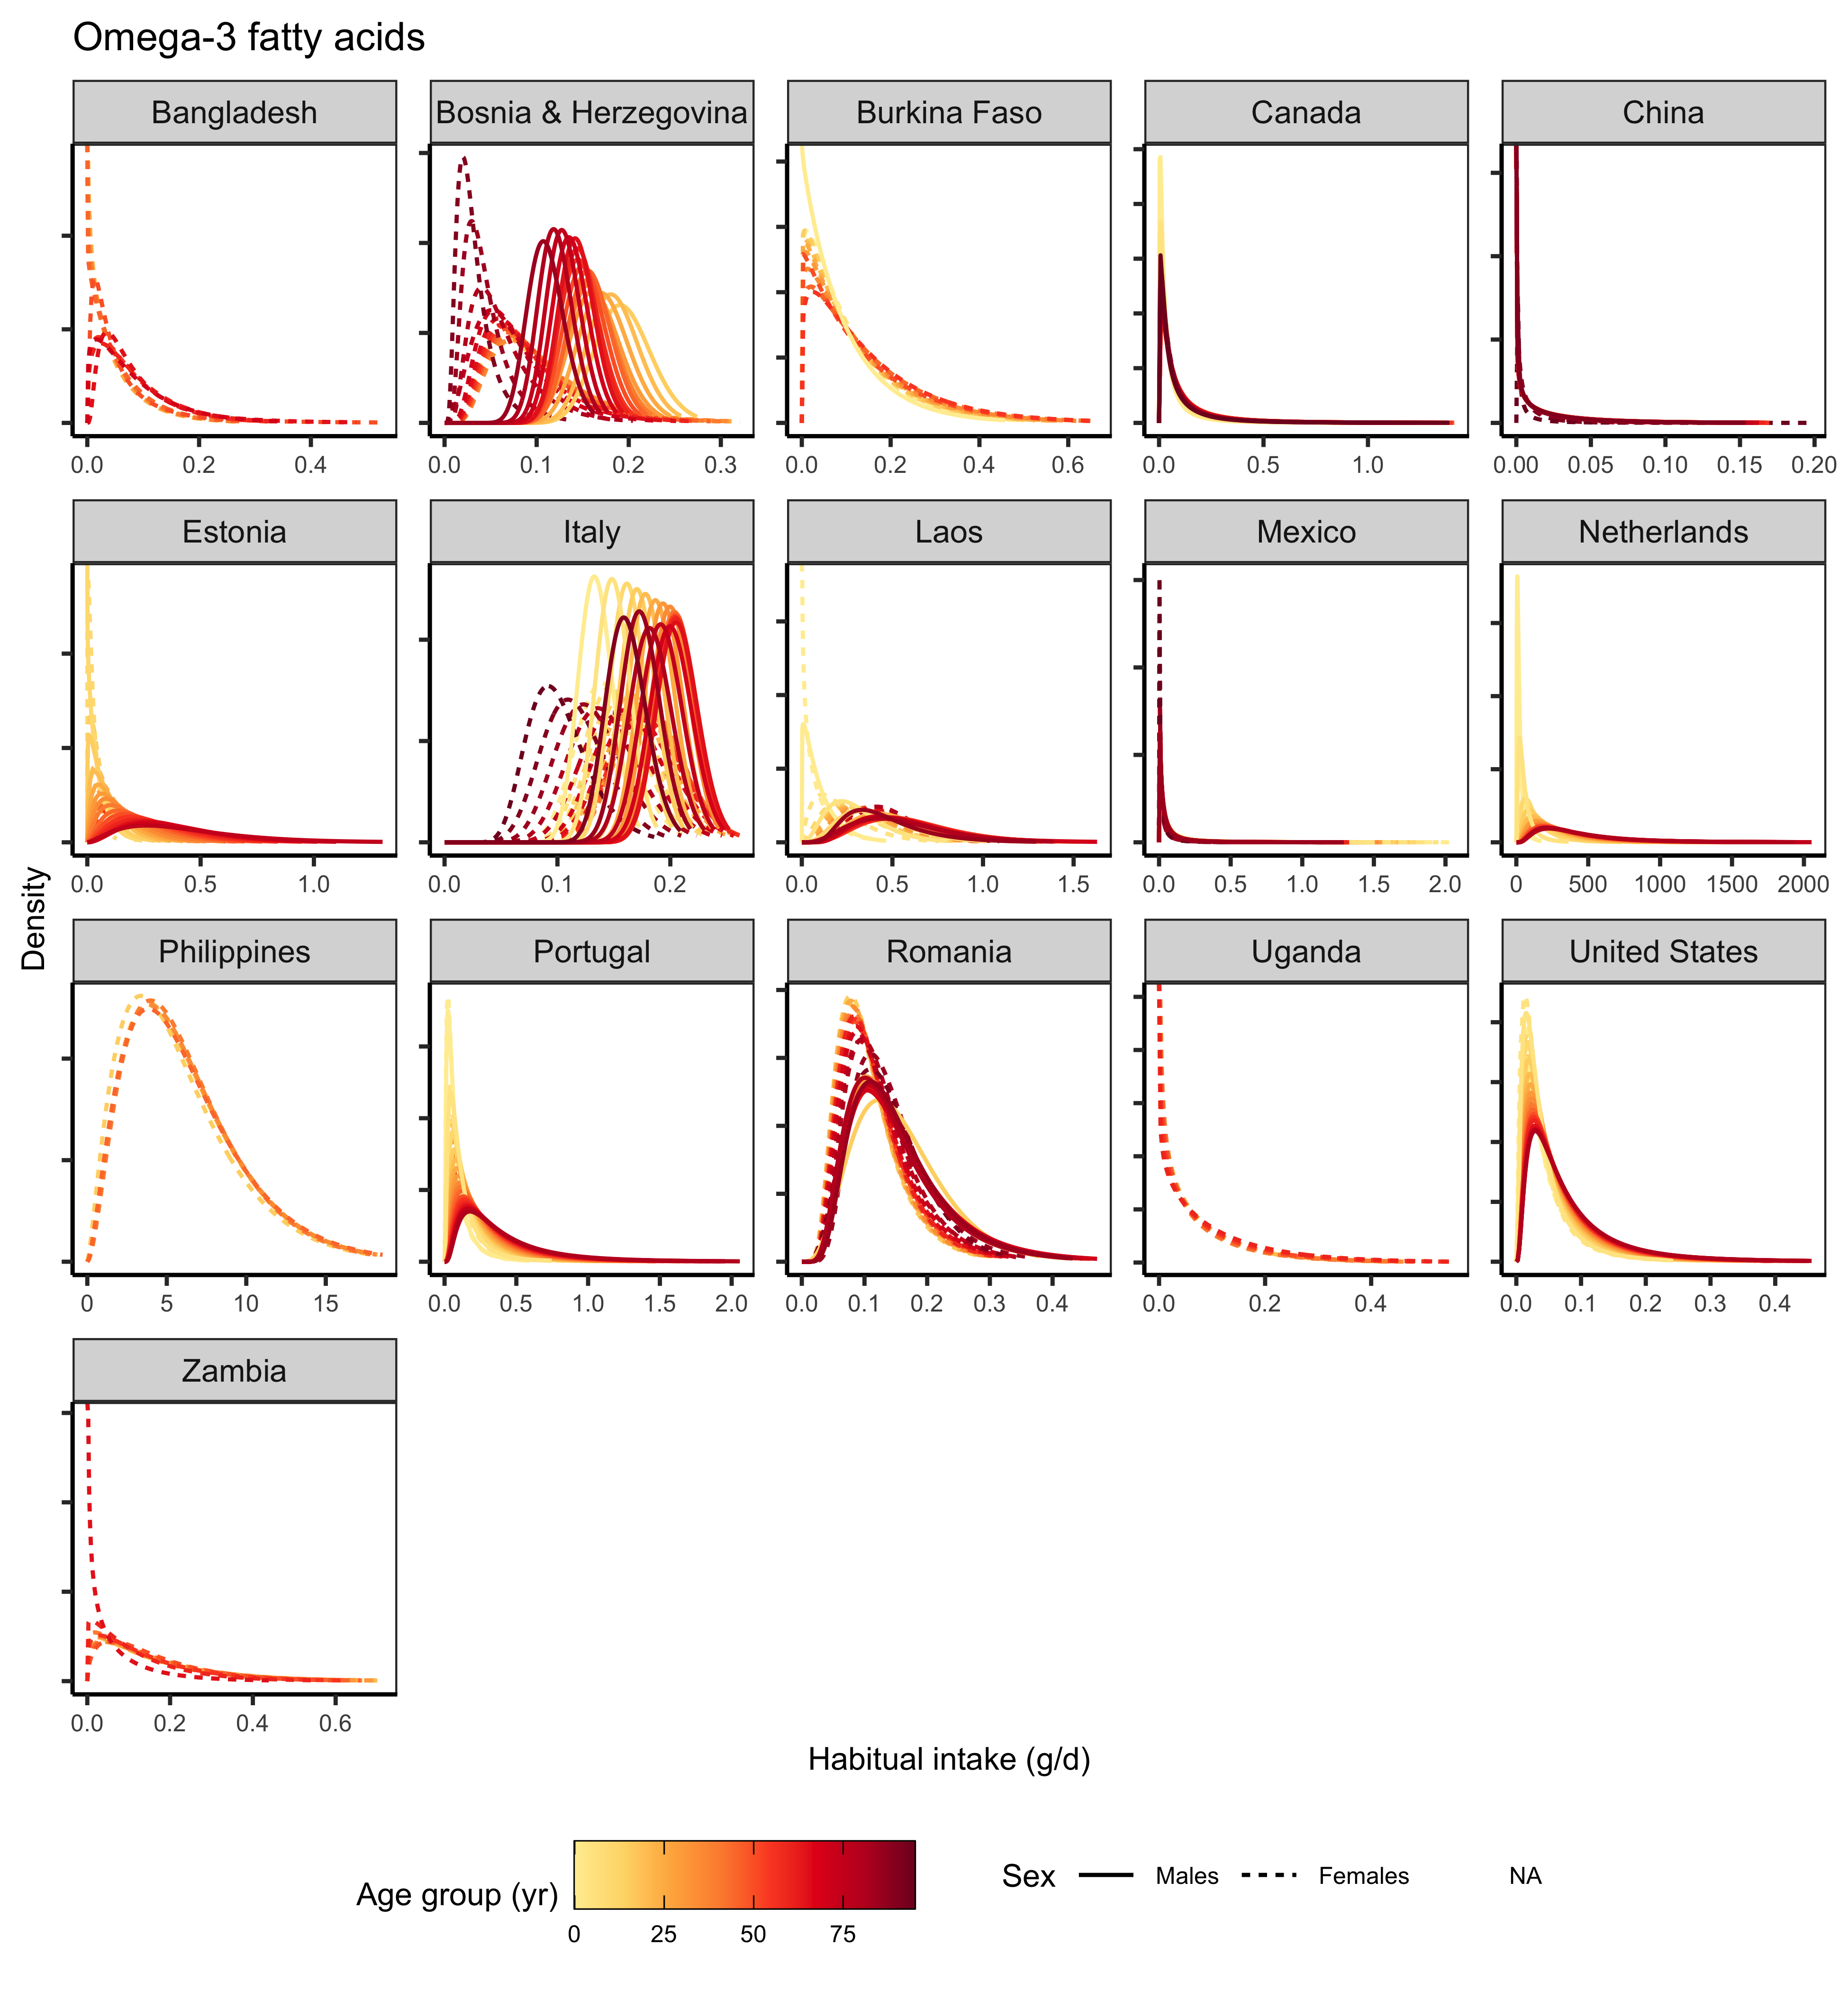 Omega-3 fatty acids
Bangladesh
Bosnia & Herzegovina
Burkina Faso
Canada
China
0.0 0.2 0.4
0.0 0.1 0.2 0.3
0.0 0.2 0.4 0.6
0.0 0.5 1.0
0.00 0.05 0.10 0.15 0.20
Estonia
Italy
Laos
Mexico
Netherlands
0.0 0.5 1.0
0.1 0.2
0.0 0.5 1.0 1.5
0.0 0.5 1.0 1.5 2.0
0 500 1000 1500 2000
Density
Philippines
Portugal
Romania
Uganda
United States
0 5 10 15
0.0 0.5 1.0 1.5 2.0
0.0 0.1 0.2 0.3 0.4
0.0 0.2 0.4
0.0 0.1 0.2 0.3 0.4
Zambia
0.0 0.2 0.4 0.6
Habitual intake (g/d)
Age group (yr)
0 25 50 75
Sex Males Females NA